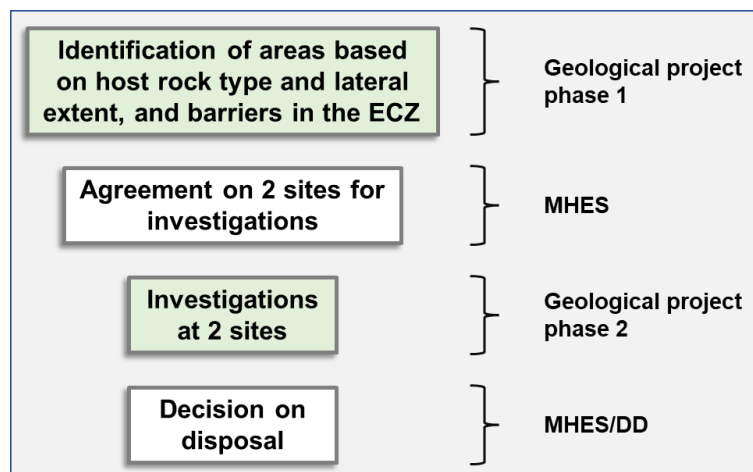 Identification of areas based
on host rock type and lateral
extent, and barriers in the ECZ
Geological project
phase 1
Agreement on 2 sites for
investigations
MHES
Investigations
at 2 sites
Geological project
phase 2
Decision on
disposal
MHES/DD